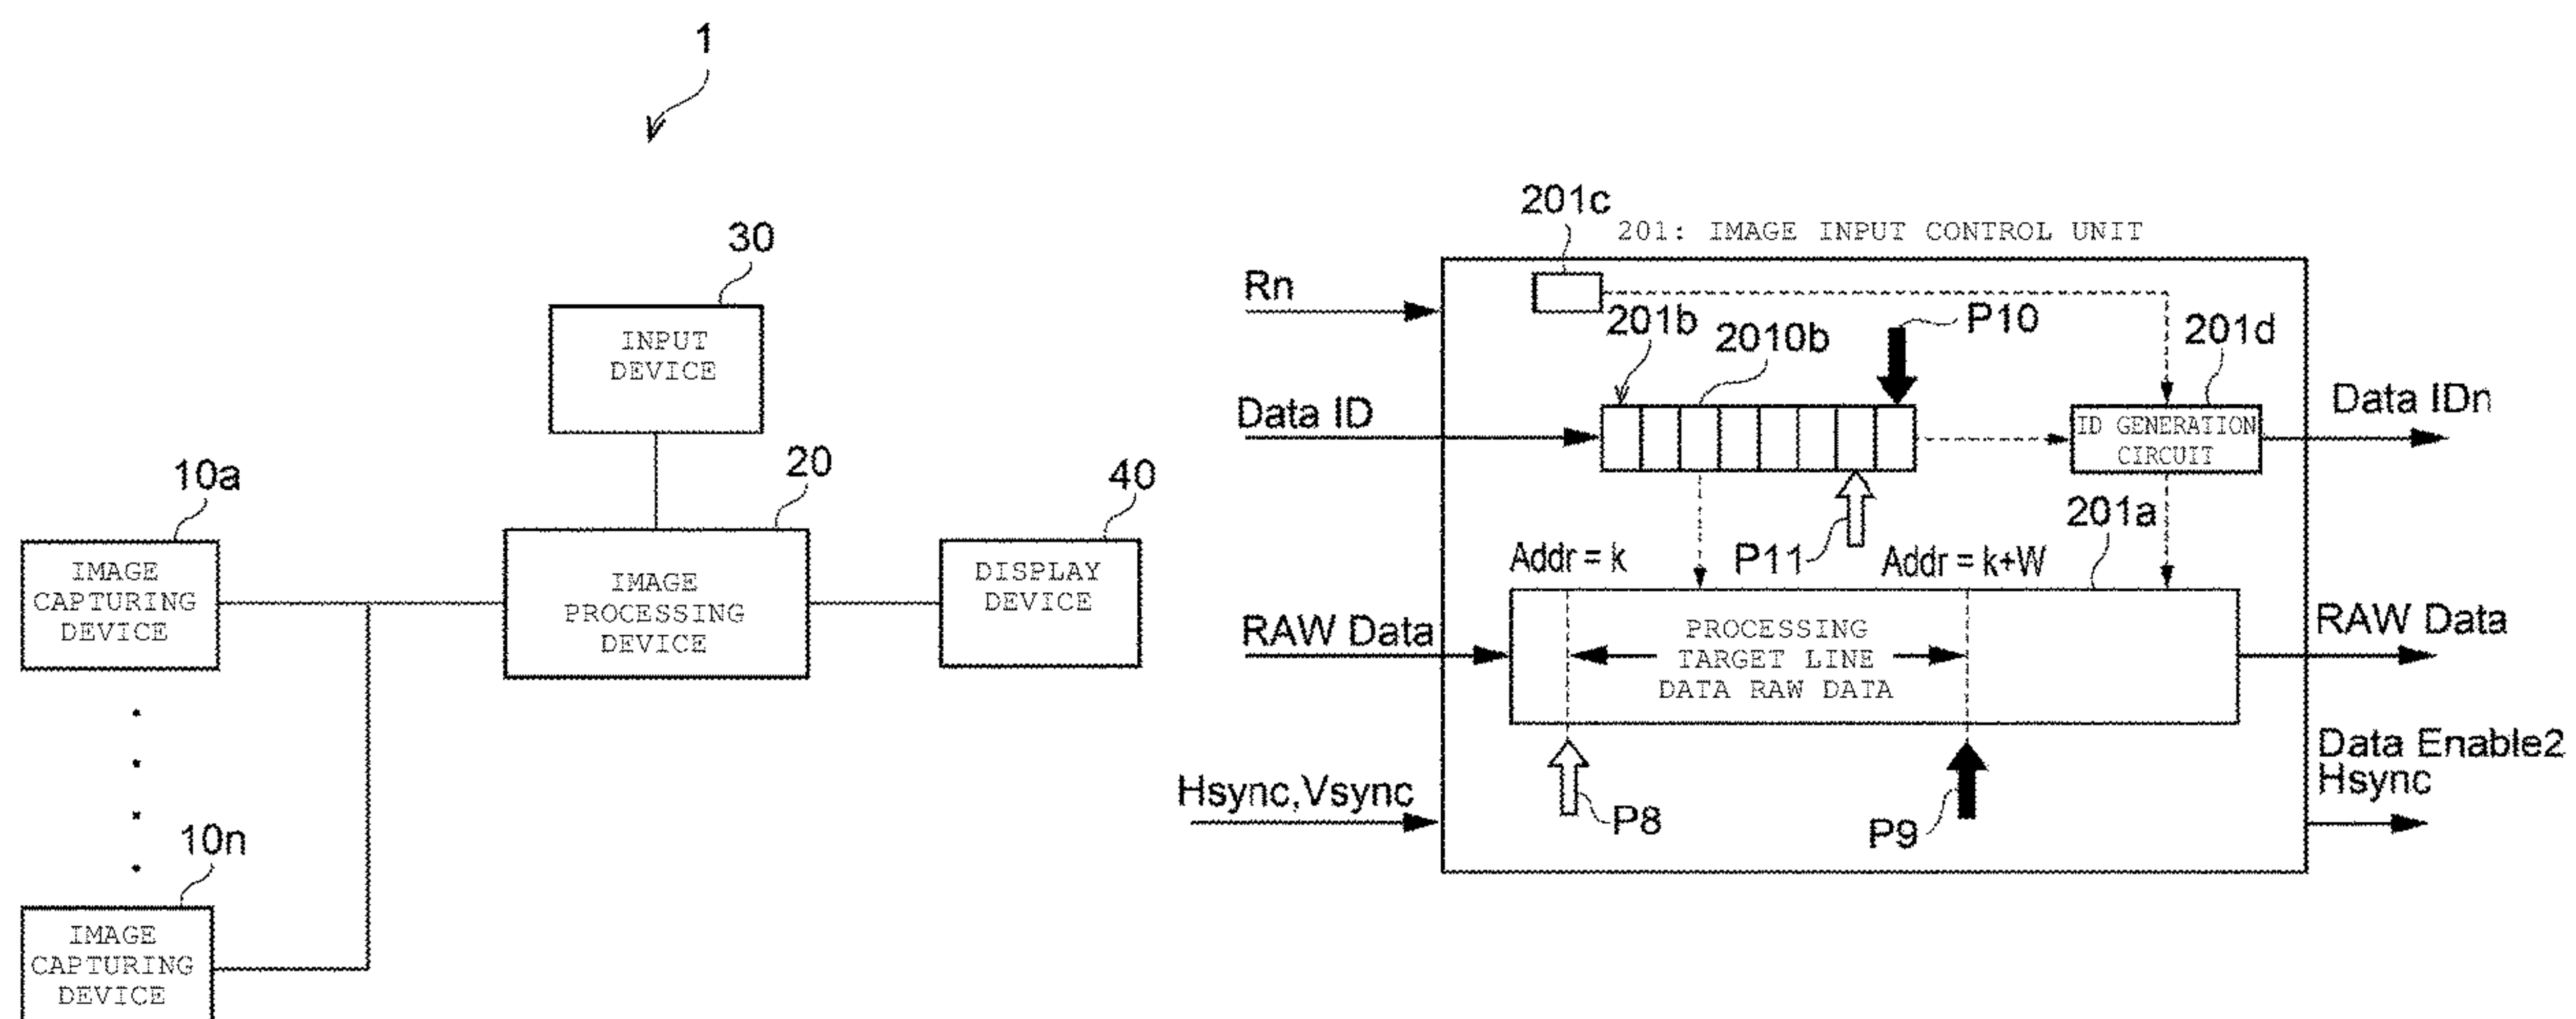 1
30
INPUT
DEVICE
10a
20
40
IMAGE
CAPTURING
DEVICE
IMAGE
PROCESSING
DEVICE
DISPLAY
DEVICE
10n
IMAGE
CAPTURING
DEVICE
201c
201: IMAGE INPUT CONTROL UNIT
Rn
201b
2010b
P10
201d
Data ID
ID GENERATION
CIRCUIT
Data IDn
201a
Addr = k
P11
Addr = k+W
RAW Data
PROCESSING
TARGET LINE
DATA RAW DATA
RAW Data
Hsync,Vsync
P8
P9
Data Enable2
Hsync